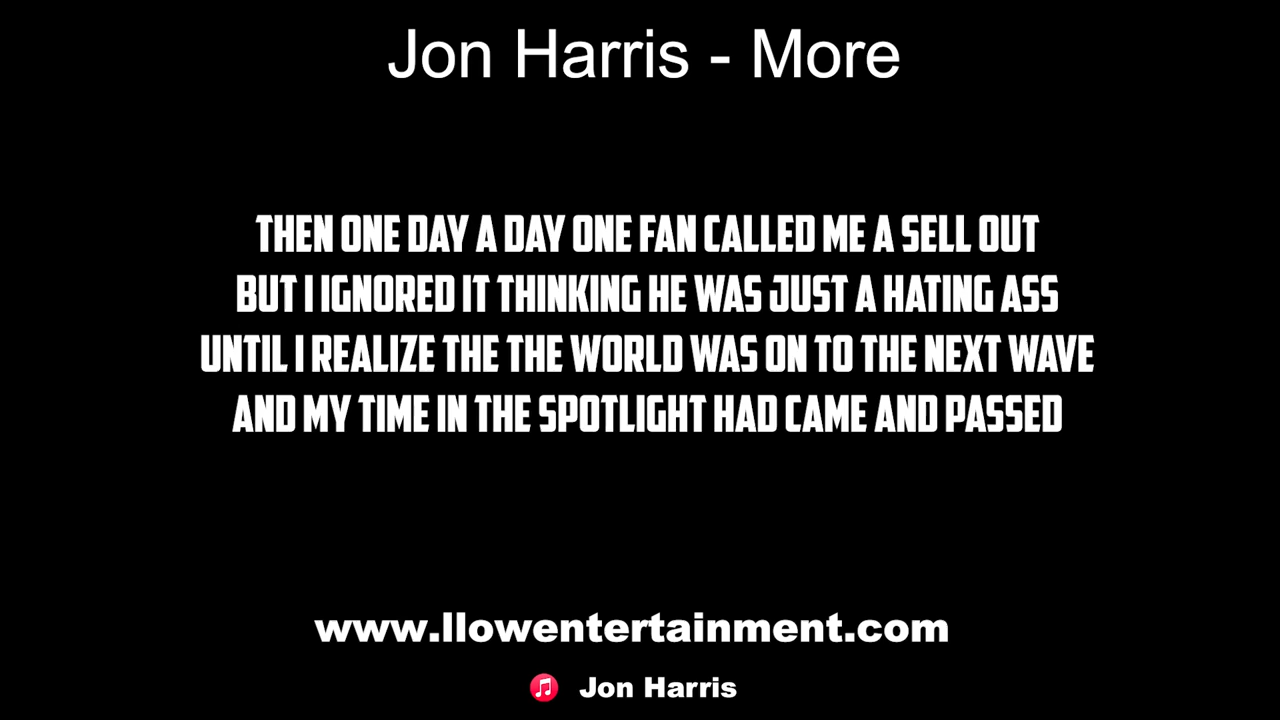 Jon Harris - More
THEN ONE DAY A DAY ONE FAN CALLED ME A SELL OUT
BUT I IGNORED IT THINKING HE WAS JUST A HATING ASS
UNTIL I REALIZE THE THE WORLD WAS ON TO THE NEXT WAVE
AND MY TIME IN THE SPOTLIGHT HAD CAME AND PASSED
www.llowentertainment.com
Jon Harris